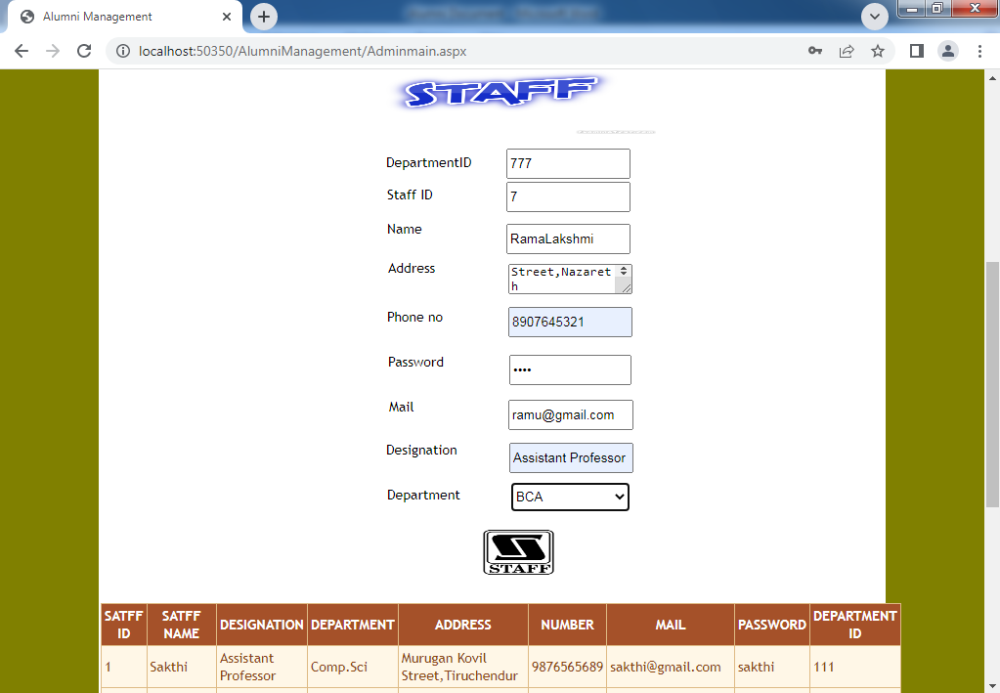 Alumni Management
localhost:50350/AlumniManagement/Adminmain.aspx
STAFF
DepartmentID 777
Staff ID 7
Name RamaLakshmi
Address Street,Nazaret
h
Phone no 8907645321
Password ••••
Mail ramu@gmail.com
Designation Assistant Professor
Department BCA
STAFF
SATFF ID SATFF NAME DESIGNATION DEPARTMENT ADDRESS NUMBER MAIL PASSWORD DEPARTMENT ID
1 Sakthi Assistant Professor Comp.Sci Murugan Kovil Street,Tiruchendur 9876565689 sakthi@gmail.com sakthi 111